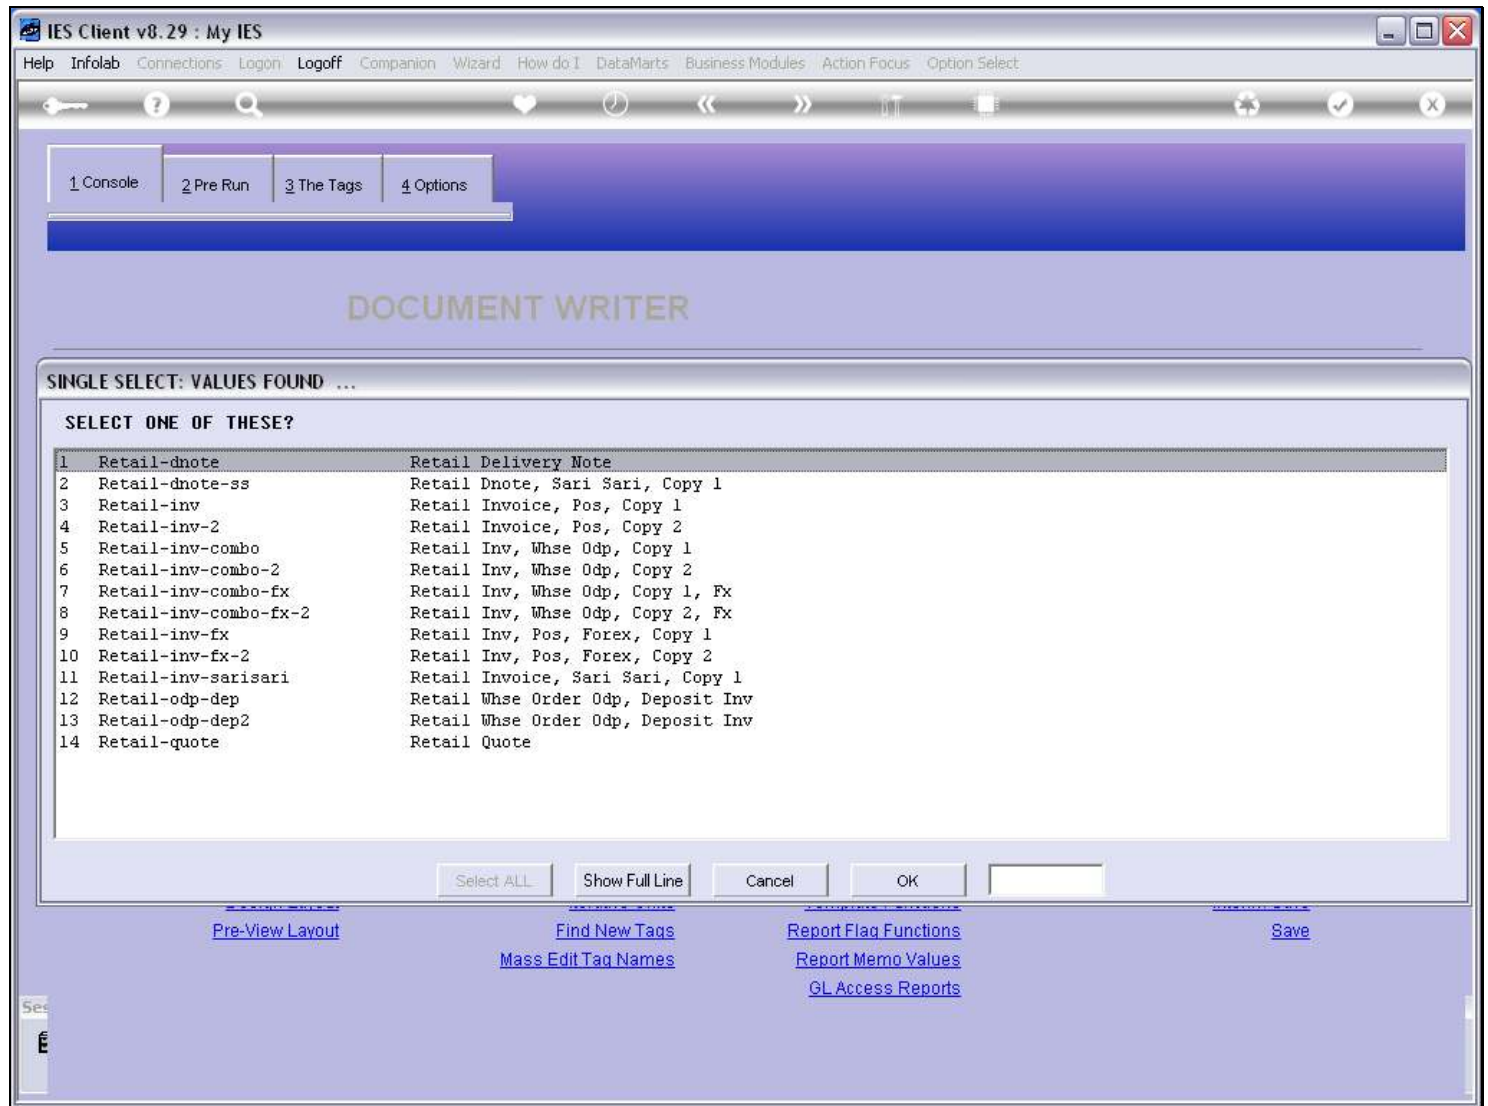 IES Client v8.29 : My IES
Help Infolab Connections Logon Logoff Companion Wizard How do I DataMarts Business Modules Action Focus Option Select
1 Console 2 Pre Run 3 The Tags 4 Options
DOCUMENT WRITER
SINGLE SELECT: VALUES FOUND ...
SELECT ONE OF THESE?
1 Retail-dnote Retail Delivery Note
2 Retail-dnote-ss Retail Dnote, Sari Sari, Copy 1
3 Retail-inv Retail Invoice, Pos, Copy 1
4 Retail-inv-2 Retail Invoice, Pos, Copy 2
5 Retail-inv-combo Retail Inv, Whse Odp, Copy 1
6 Retail-inv-combo-2 Retail Inv, Whse Odp, Copy 2
7 Retail-inv-combo-fx Retail Inv, Whse Odp, Copy 1, Fx
8 Retail-inv-combo-fx-2 Retail Inv, Whse Odp, Copy 2, Fx
9 Retail-inv-fx Retail Inv, Pos, Forex, Copy 1
10 Retail-inv-fx-2 Retail Inv, Pos, Forex, Copy 2
11 Retail-inv-sarisari Retail Invoice, Sari Sari, Copy 1
12 Retail-odp-dep Retail Whse Order Odp, Deposit Inv
13 Retail-odp-dep2 Retail Whse Order Odp, Deposit Inv
14 Retail-quote Retail Quote
Select ALL Show Full Line Cancel OK
Pre-View Layout Find New Tags Report Flag Functions Save
Mass Edit Tag Names Report Memo Values
GL Access Reports